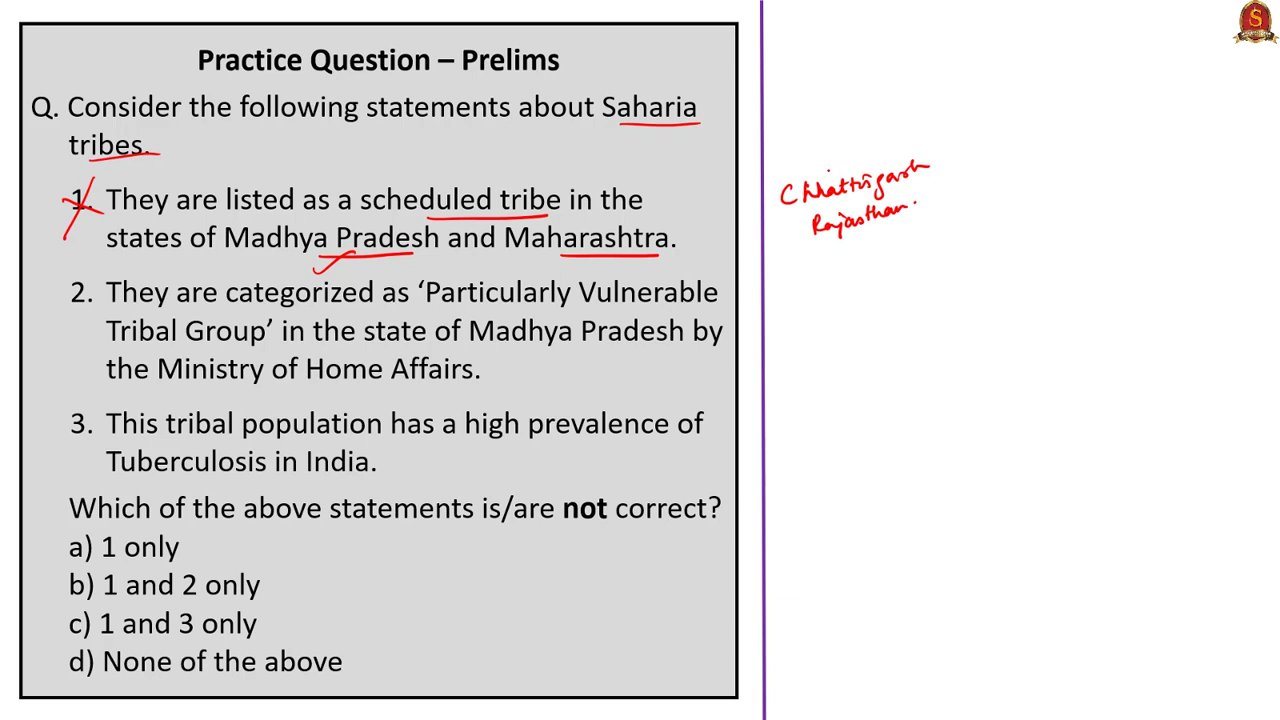 Practice Question – Prelims
Q. Consider the following statements about Saharia
tribes.
1. They are listed as a scheduled tribe in the
states of Madhya Pradesh and Maharashtra.
2. They are categorized as ‘Particularly Vulnerable
Tribal Group’ in the state of Madhya Pradesh by
the Ministry of Home Affairs.
3. This tribal population has a high prevalence of
Tuberculosis in India.
Which of the above statements is/are not correct?
a) 1 only
b) 1 and 2 only
c) 1 and 3 only
d) None of the above
Chhattisgarh
Rajasthan.
S